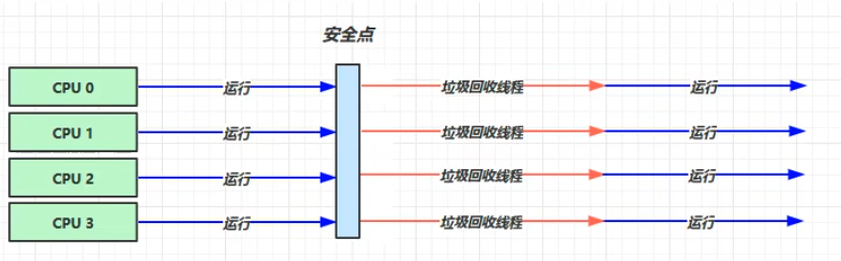 安全点
CPU 0 运行 垃圾回收线程 运行
CPU 1 运行 垃圾回收线程 运行
CPU 2 运行 垃圾回收线程 运行
CPU 3 运行 垃圾回收线程 运行